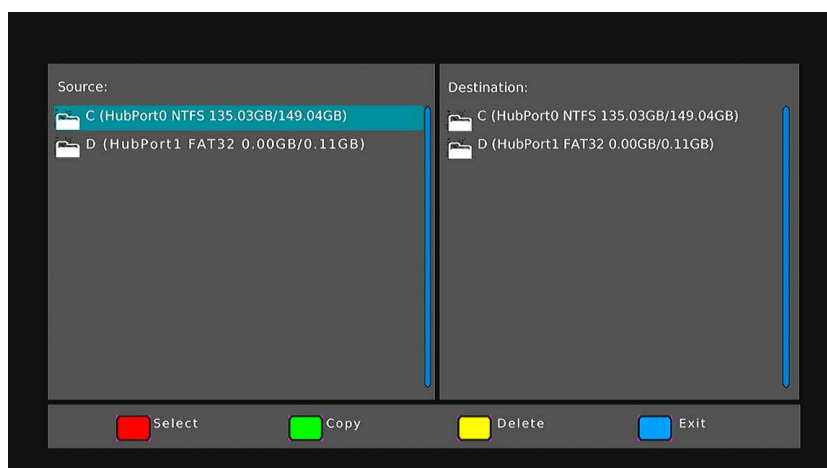 Source:
C (HubPort0 NTFS 135.03GB/149.04GB)
D (HubPort1 FAT32 0.00GB/0.11GB)
Destination:
C (HubPort0 NTFS 135.03GB/149.04GB)
D (HubPort1 FAT32 0.00GB/0.11GB)
Select
Copy
Delete
Exit